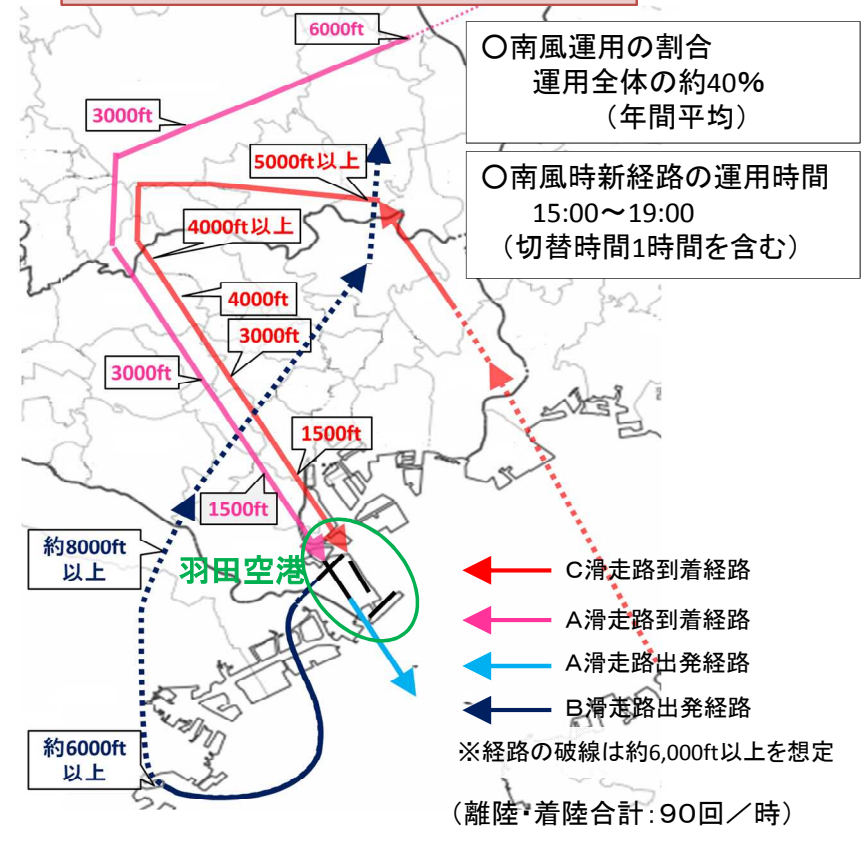 6000ft
○南風運用の割合
運用全体の約40%
（年間平均）
3000ft
5000ft以上
○南風時新経路の運用時間
15:00～19:00
（切替時間1時間を含む）
4000ft以上
4000ft
3000ft
3000ft
1500ft
1500ft
約8000ft
以上
羽田空港
C滑走路到着経路
A滑走路到着経路
A滑走路出発経路
B滑走路出発経路
約6000ft
以上
※経路の破線は約6,000ft以上を想定
（離陸・着陸合計：90回／時）